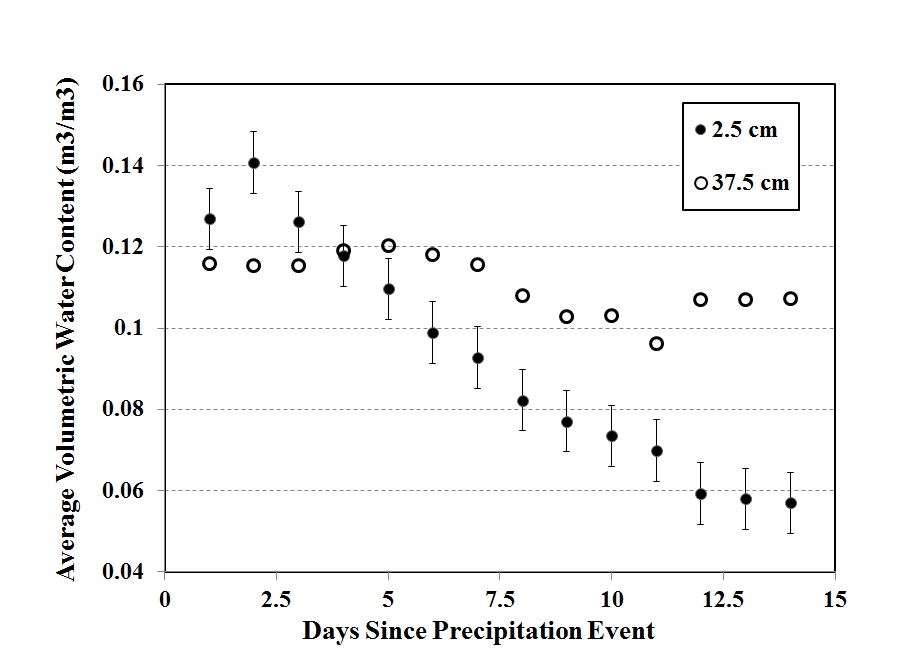 Average Volumetric Water Content (m3/m3)
0.16
0.14
0.12
0.1
0.08
0.06
0.04
2.5 cm
37.5 cm
0 2.5 5 7.5 10 12.5 15
Days Since Precipitation Event